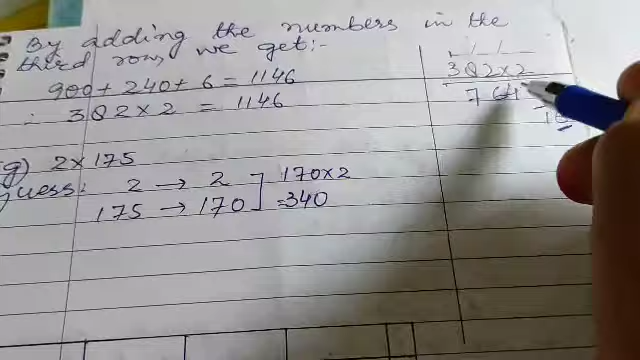 By adding the numbers in the
third row, we get:-
900 + 240 + 6 = 1146
∴ 382 × 2 = 1146
382×2
764
g) 2×175
2 → 2
170×2
175 → 170
=340